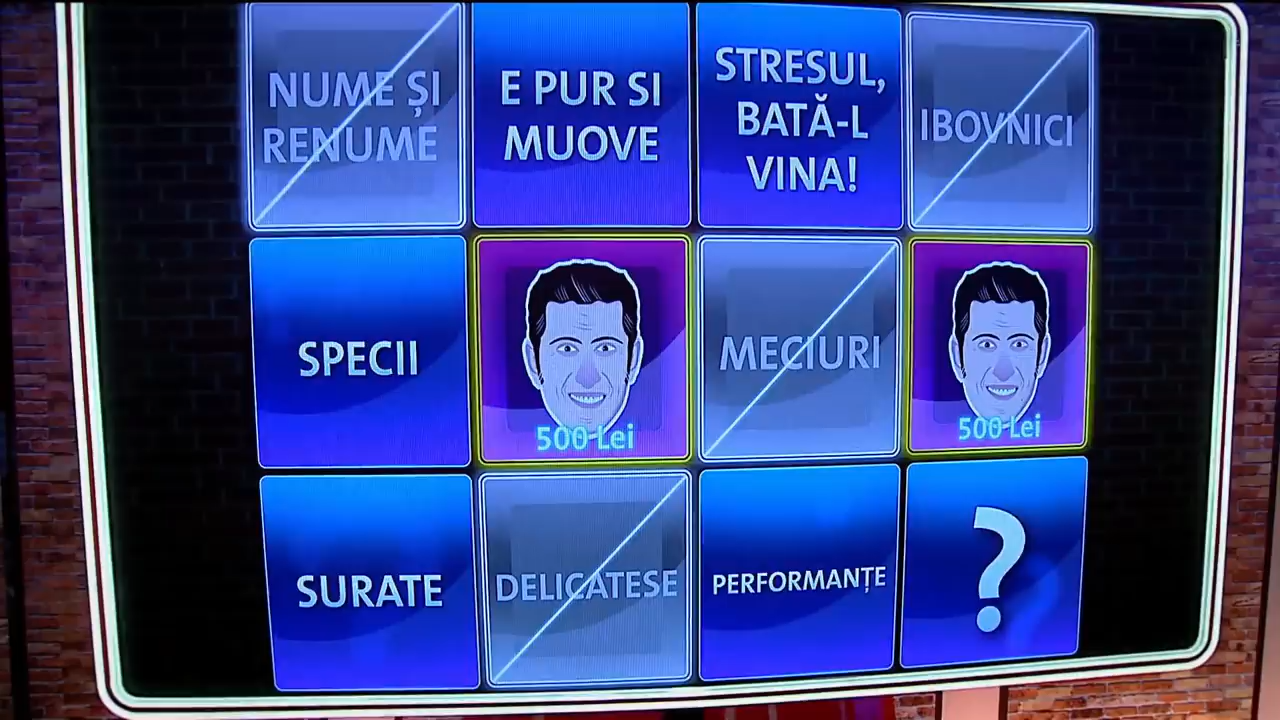 NUME ȘI
RENUME
E PUR SI
MUOVE
STRESUL,
BATĂ-L
VINA!
IBOVNICI
SPECII
500 Lei
MECIURI
500 Lei
SURATE
DELICATESE
PERFORMANȚE
?